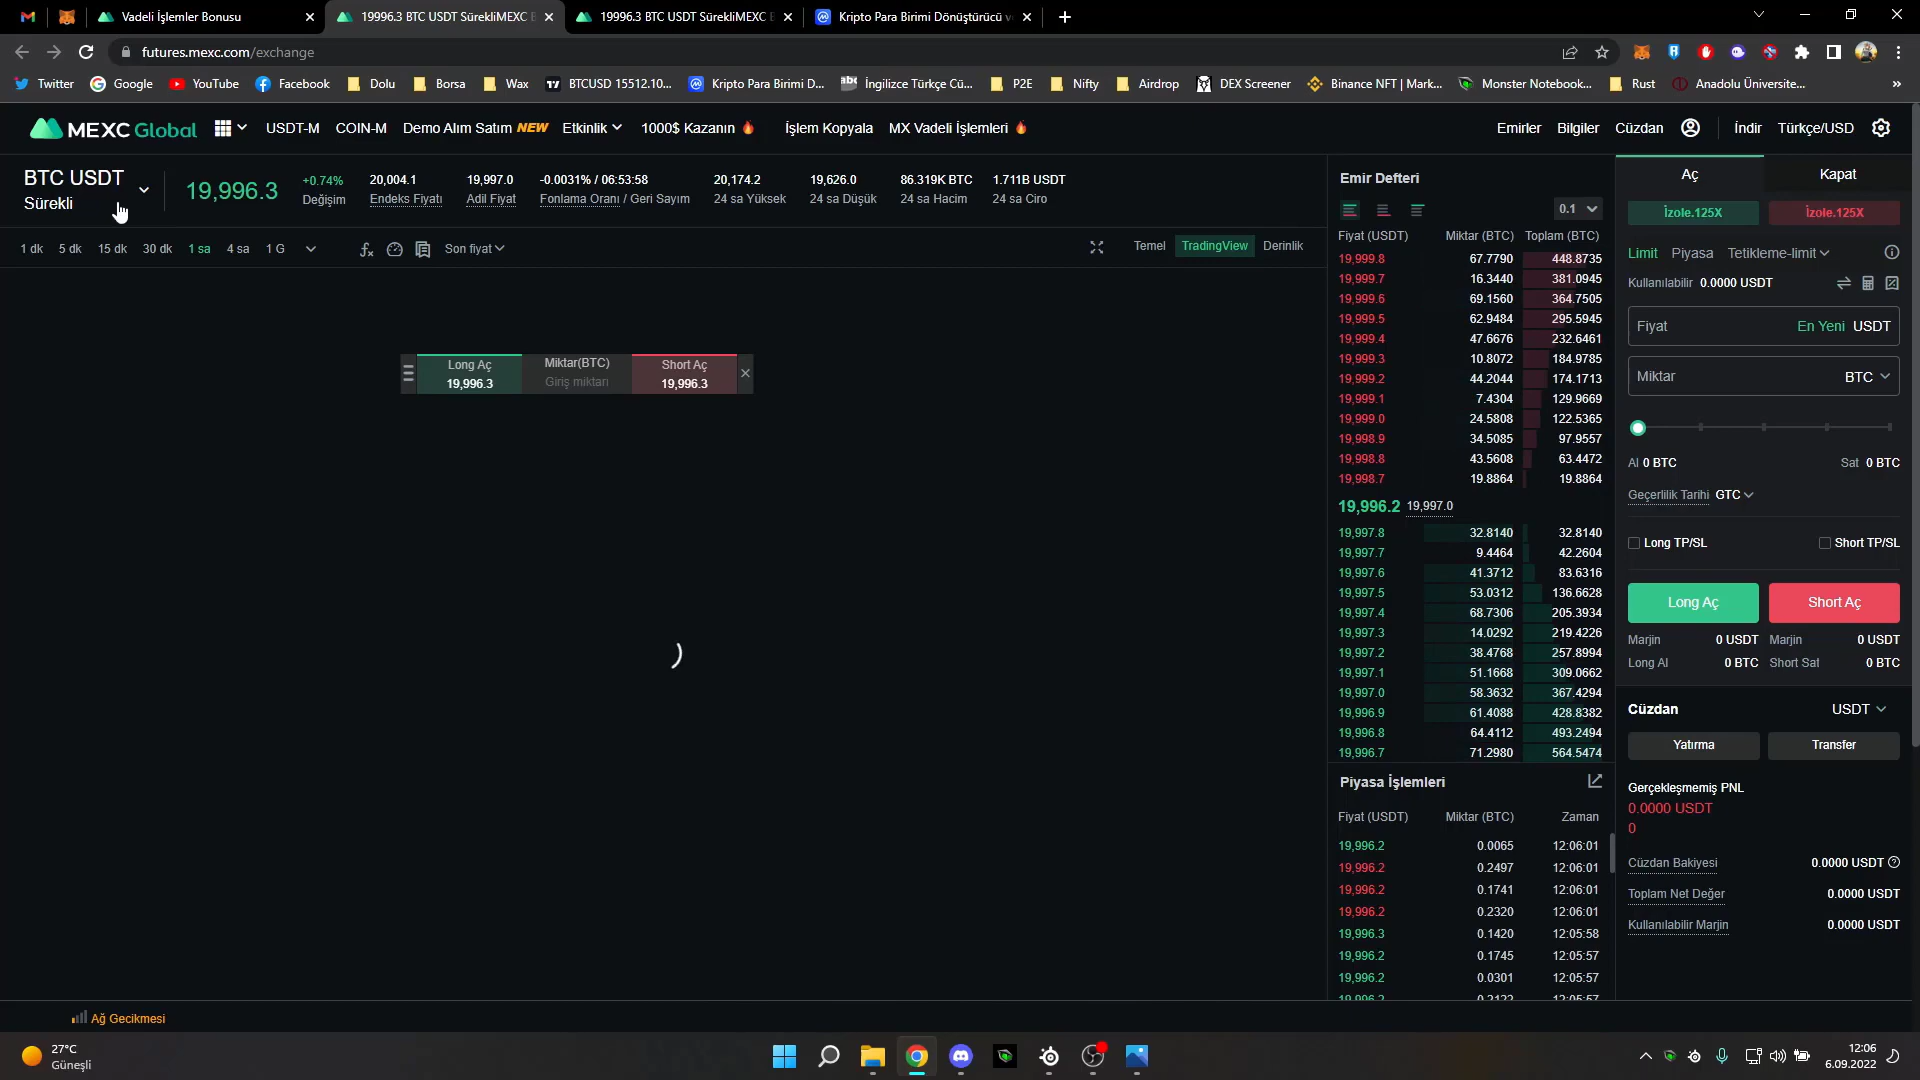 Vadeli İşlemler Bonusu
19996.3 BTC USDT SürekliMEXC
19996.3 BTC USDT SürekliMEXC
Kripto Para Birimi Dönüştürücü
futures.mexc.com/exchange
Twitter Google YouTube Facebook Dolu Borsa Wax BTCUSD 15512.10... Kripto Para Birimi D... İngilizce Türkçe Cü... P2E Nifty Airdrop DEX Screener Binance NFT | Mark... Monster Notebook... Rust Anadolu Üniversite... »
MEXC Global USDT-M COIN-M Demo Alım Satım NEW Etkinlik 1000$ Kazanın İşlem Kopyala MX Vadeli İşlemleri Emirler Bilgiler Cüzdan İndir Türkçe/USD
BTC USDT
Sürekli
19,996.3
+0.74%
Değişim
20,004.1
Endeks Fiyatı
19,997.0
Adil Fiyat
-0.0031% / 06:53:58
Fonlama Oranı / Geri Sayım
20,174.2
24 sa Yüksek
19,626.0
24 sa Düşük
86.319K BTC
24 sa Hacim
1.711B USDT
24 sa Ciro
1 dk 5 dk 15 dk 30 dk 1 sa 4 sa 1 G Son fiyat Temel TradingView Derinlik
Long Aç
19,996.3
Miktar(BTC)
Giriş miktarı
Short Aç
19,996.3
Emir Defteri
0.1
Fiyat (USDT) Miktar (BTC) Toplam (BTC)
19,999.8 67.7790 448.8735
19,999.7 16.3440 381.0945
19,999.6 69.1560 364.7505
19,999.5 62.9484 295.5945
19,999.4 47.6676 232.6461
19,999.3 10.8072 184.9785
19,999.2 44.2044 174.1713
19,999.1 7.4304 129.9669
19,999.0 24.5808 122.5365
19,998.9 34.5085 97.9557
19,998.8 43.5608 63.4472
19,998.7 19.8864 19.8864
19,996.2 19,997.0
19,997.8 32.8140 32.8140
19,997.7 9.4464 42.2604
19,997.6 41.3712 83.6316
19,997.5 53.0312 136.6628
19,997.4 68.7306 205.3934
19,997.3 14.0292 219.4226
19,997.2 38.4768 257.8994
19,997.1 51.1668 309.0662
19,997.0 58.3632 367.4294
19,996.9 61.4088 428.8382
19,996.8 64.4112 493.2494
19,996.7 71.2980 564.5474
Piyasa İşlemleri
Fiyat (USDT) Miktar (BTC) Zaman
19,996.2 0.0065 12:06:01
19,996.2 0.2497 12:06:01
19,996.2 0.1741 12:06:01
19,996.2 0.2320 12:06:01
19,996.3 0.1420 12:05:58
19,996.2 0.1745 12:05:57
19,996.2 0.0301 12:05:57
19,996.2 0.2122 12:05:57
Aç Kapat
İzole.125X İzole.125X
Limit Piyasa Tetikleme-limit
Kullanılabilir 0.0000 USDT
Fiyat En Yeni USDT
Miktar BTC
Al 0 BTC Sat 0 BTC
Geçerlilik Tarihi GTC
Long TP/SL Short TP/SL
Long Aç Short Aç
Marjin 0 USDT Marjin 0 USDT
Long Al 0 BTC Short Sat 0 BTC
Cüzdan USDT
Yatırma Transfer
Gerçekleşmemiş PNL
0.0000 USDT
0
Cüzdan Bakiyesi 0.0000 USDT
Toplam Net Değer 0.0000 USDT
Kullanılabilir Marjin 0.0000 USDT
Ağ Gecikmesi
27°C
Güneşli
12:06
6.09.2022